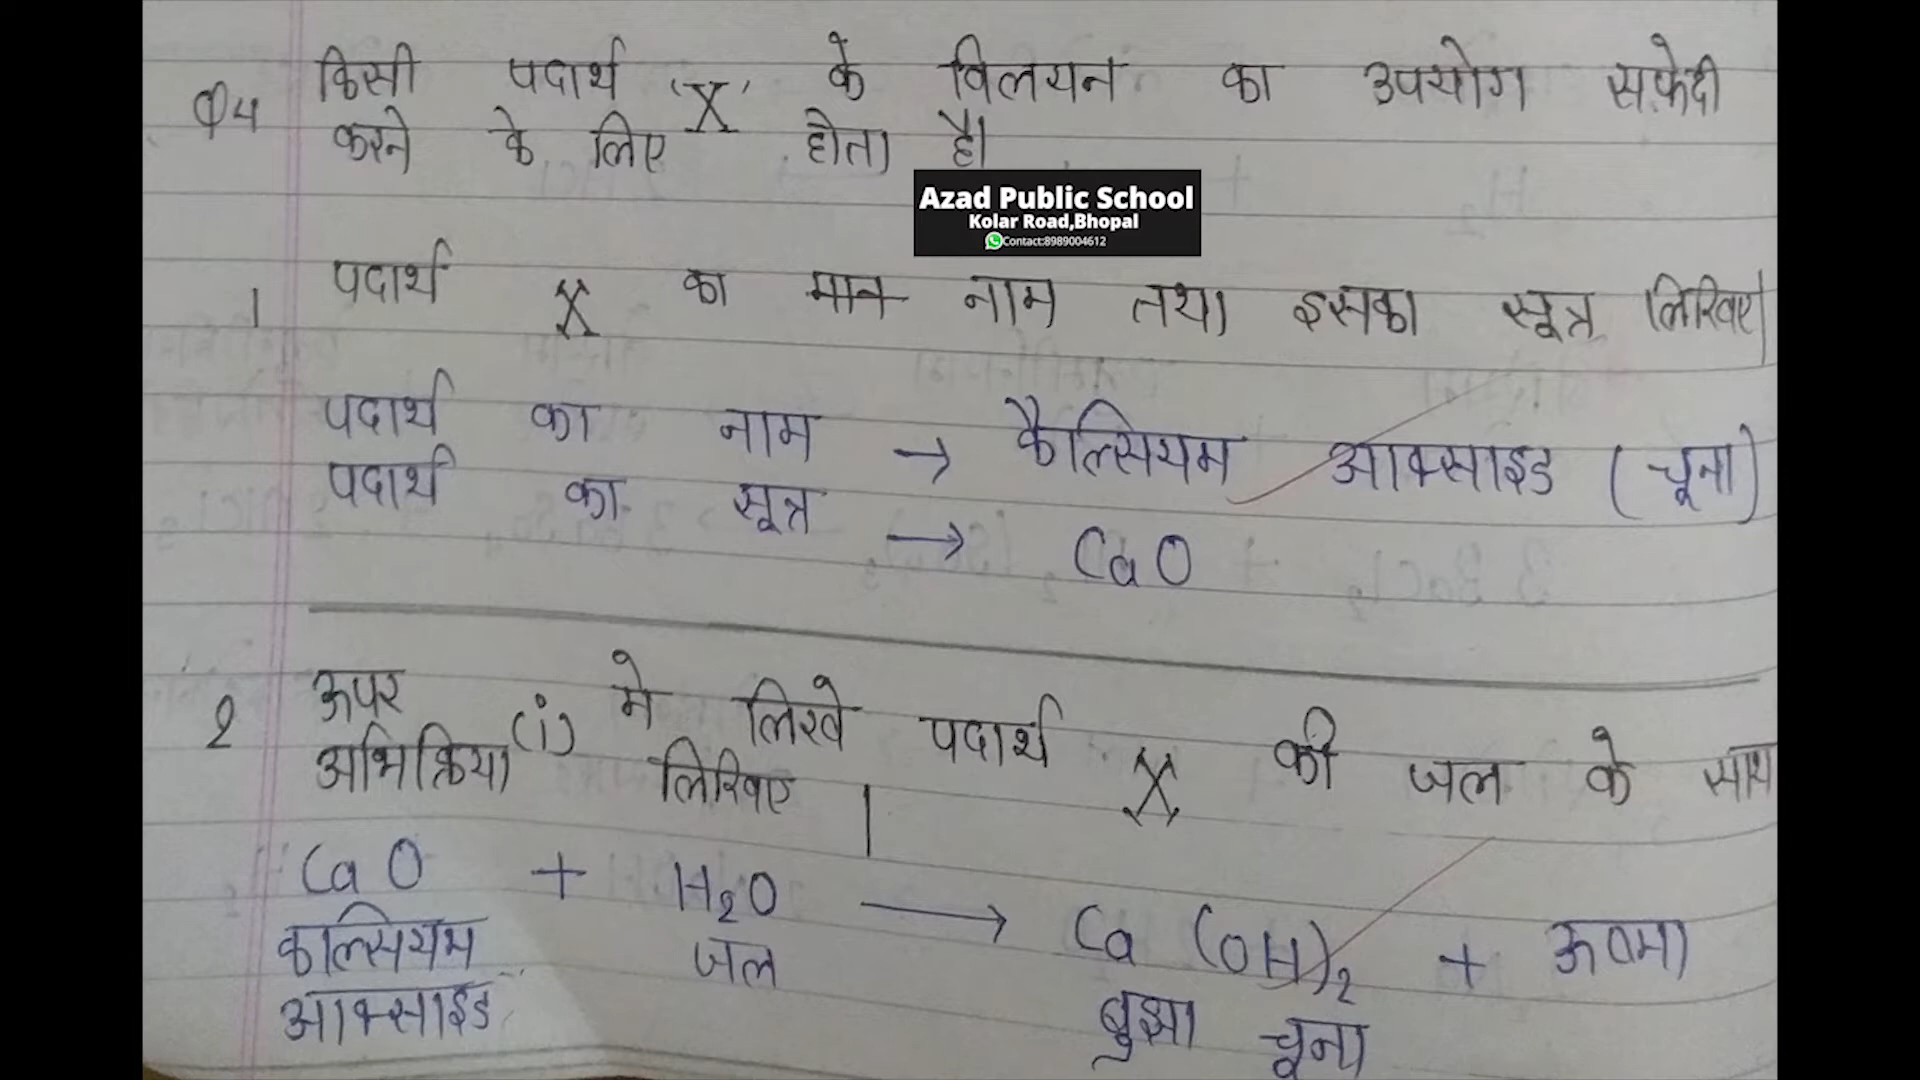 Q4 किसी पदार्थ 'X' के विलयन का उपयोग सफेदी
करने के लिए होता है।
Azad Public School
Kolar Road,Bhopal
Contact:8989004612
1 पदार्थ X का मान नाम तथा इसका सूत्र लिखिए|
पदार्थ का नाम → कैल्सियम आक्साइड (चूना)
पदार्थ का सूत्र → CaO
2 ऊपर (i) मे लिखे पदार्थ X की जल के साथ
अभिक्रिया लिखिए |
CaO + H₂O → Ca(OH)₂ + ऊष्मा
कल्सियम जल बुझा चूना
आक्साइड